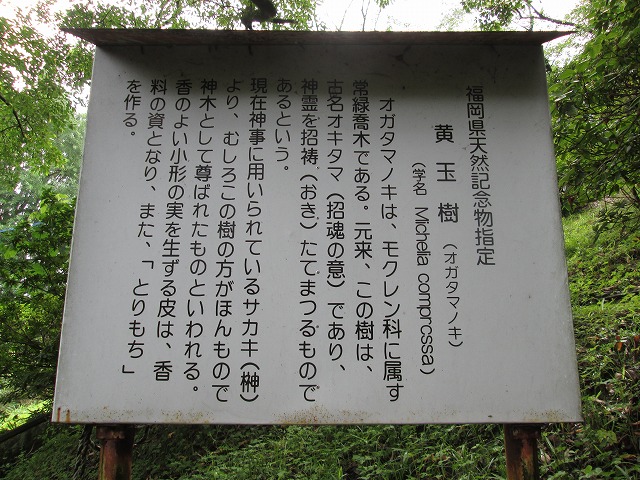 福岡県天然記念物指定
黄玉樹（オガタマノキ）
（学名 Michelia comprossa）
オガタマノキは、モクレン科に属す
常緑喬木である。元来、この樹は、
古名オキタマ（招魂の意）であり、
神霊を招祷（おき）たてまつるもので
あるという。
現在神事に用いられているサカキ（榊）
より、むしろこの樹の方がほんもので
神木として尊ばれたものといわれる。
香のよい小形の実を生ずる皮は、香
料の資となり、また、「とりもち」
を作る。